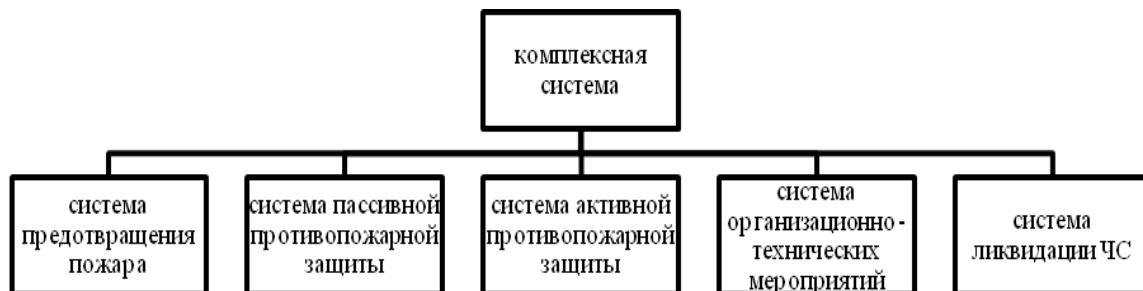 комплексная
система
система
предотвращения
пожара
система пассивной
противопожарной
защиты
система активной
противопожарной
защиты
система
организационно-
технических
мероприятий
система
ликвидации ЧС